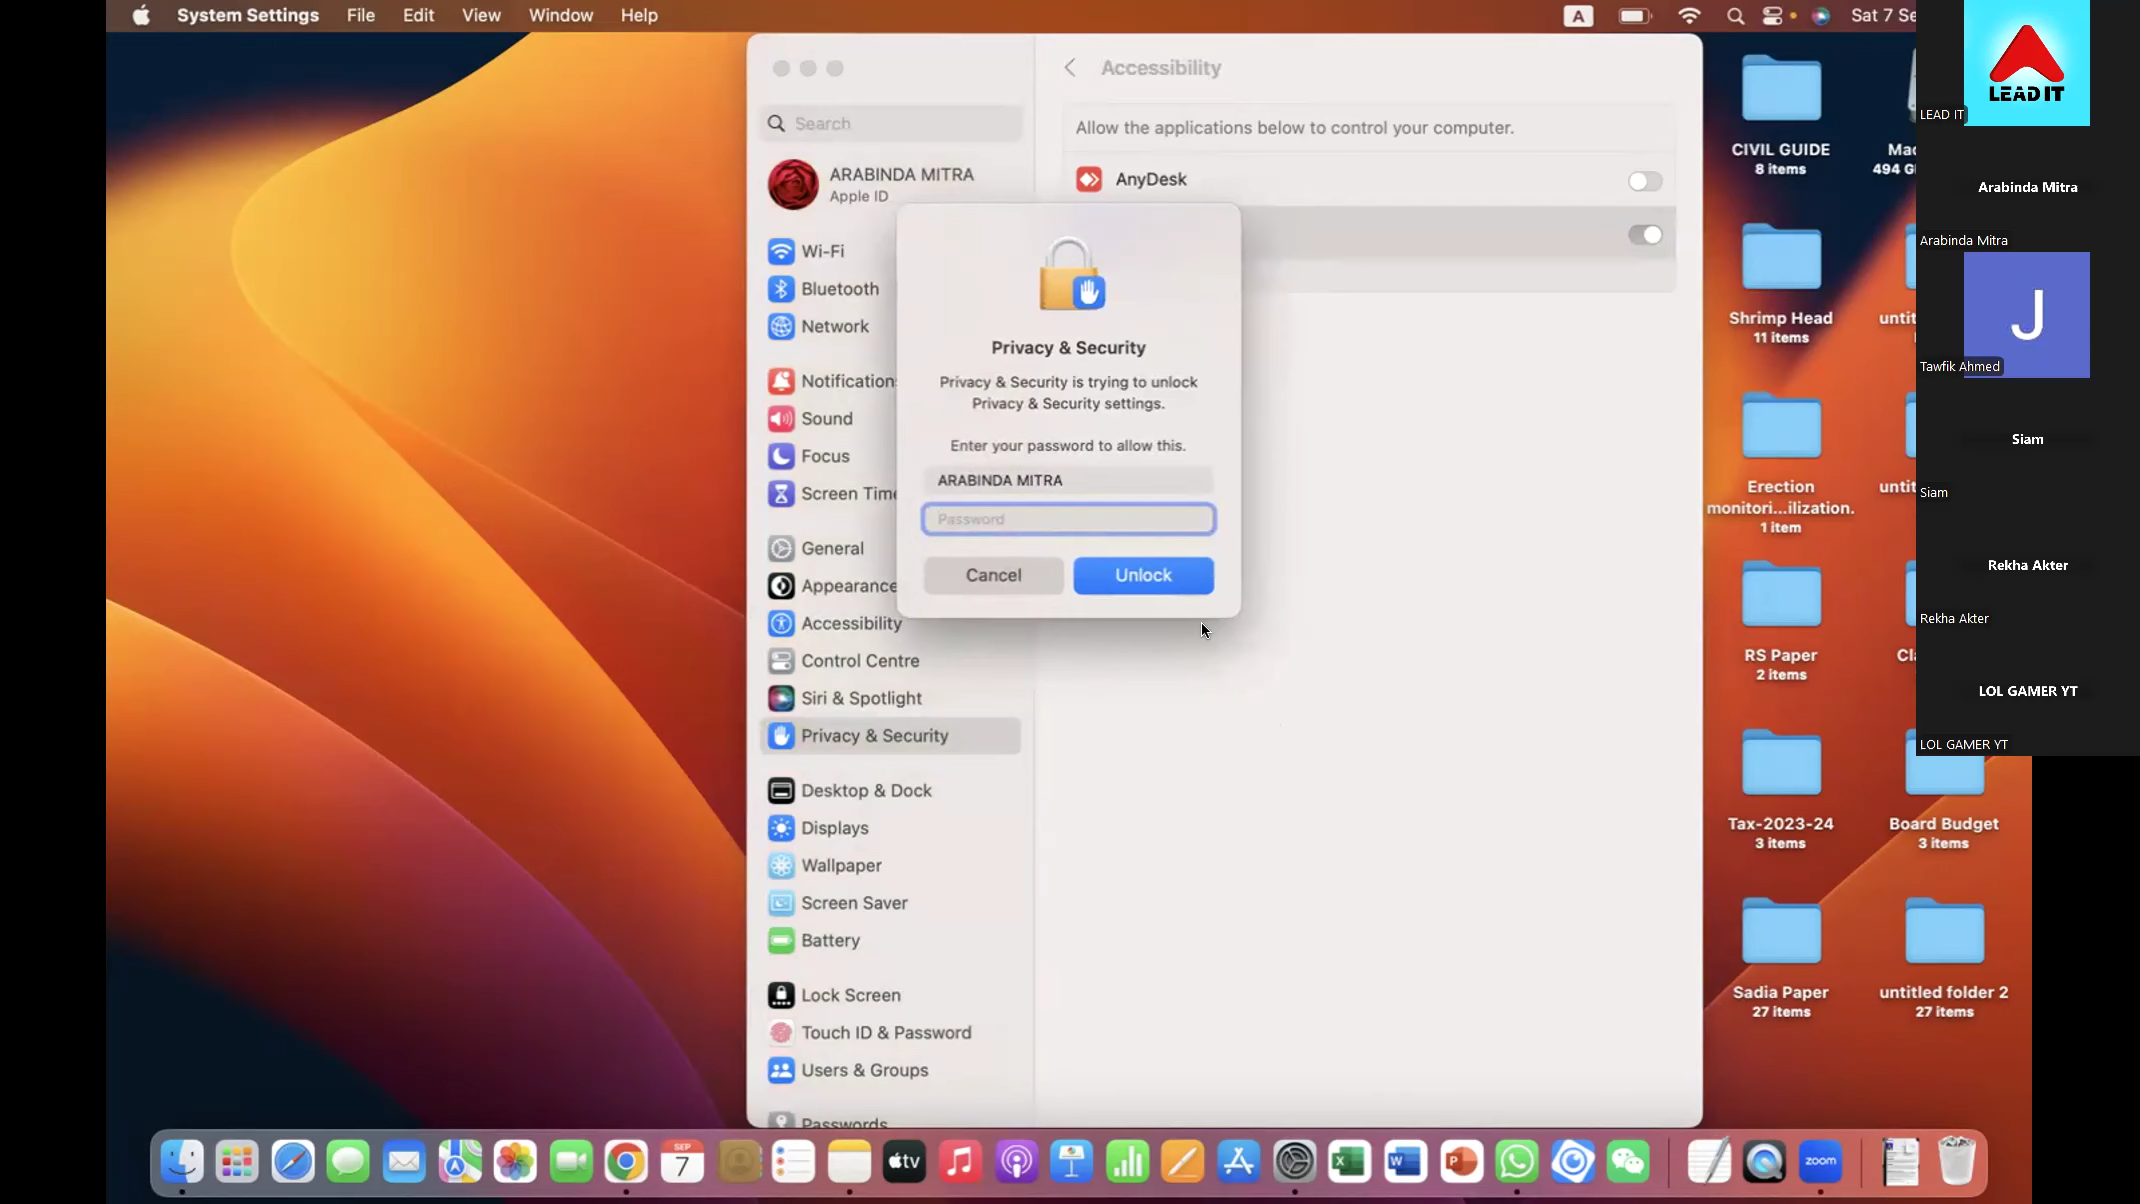 System Settings File Edit View Window Help
A
Sat 7 Se
Search
ARABINDA MITRA
Apple ID
Wi-Fi
Bluetooth
Network
Notification
Sound
Focus
Screen Time
General
Appearance
Accessibility
Control Centre
Siri & Spotlight
Privacy & Security
Desktop & Dock
Displays
Wallpaper
Screen Saver
Battery
Lock Screen
Touch ID & Password
Users & Groups
Passwords
Accessibility
Allow the applications below to control your computer.
AnyDesk
Privacy & Security
Privacy & Security is trying to unlock
Privacy & Security settings.
Enter your password to allow this.
ARABINDA MITRA
Password
Cancel Unlock
CIVIL GUIDE
8 items
Mac
494 G
Shrimp Head
11 items
untit
Erection
monitori...ilization.
1 item
untit
RS Paper
2 items
Cla
Tax-2023-24
3 items
Board Budget
3 items
Sadia Paper
27 items
untitled folder 2
27 items
LEAD IT
LEAD IT
Arabinda Mitra
Arabinda Mitra
J
Tawfik Ahmed
Siam
Siam
Rekha Akter
Rekha Akter
LOL GAMER YT
LOL GAMER YT
SEP
7
tv
X
W
P
zoom